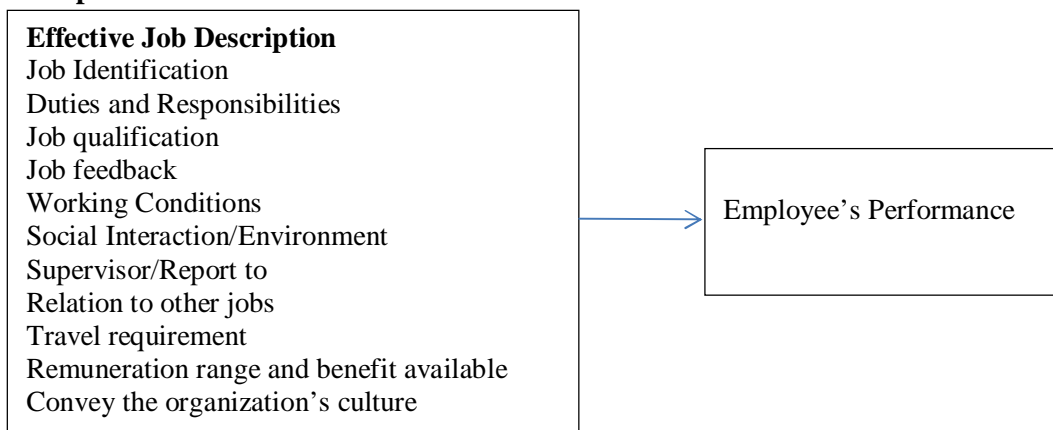 Effective Job Description
Job Identification
Duties and Responsibilities
Job qualification
Job feedback
Working Conditions
Social Interaction/Environment
Supervisor/Report to
Relation to other jobs
Travel requirement
Remuneration range and benefit available
Convey the organization’s culture
Employee’s Performance